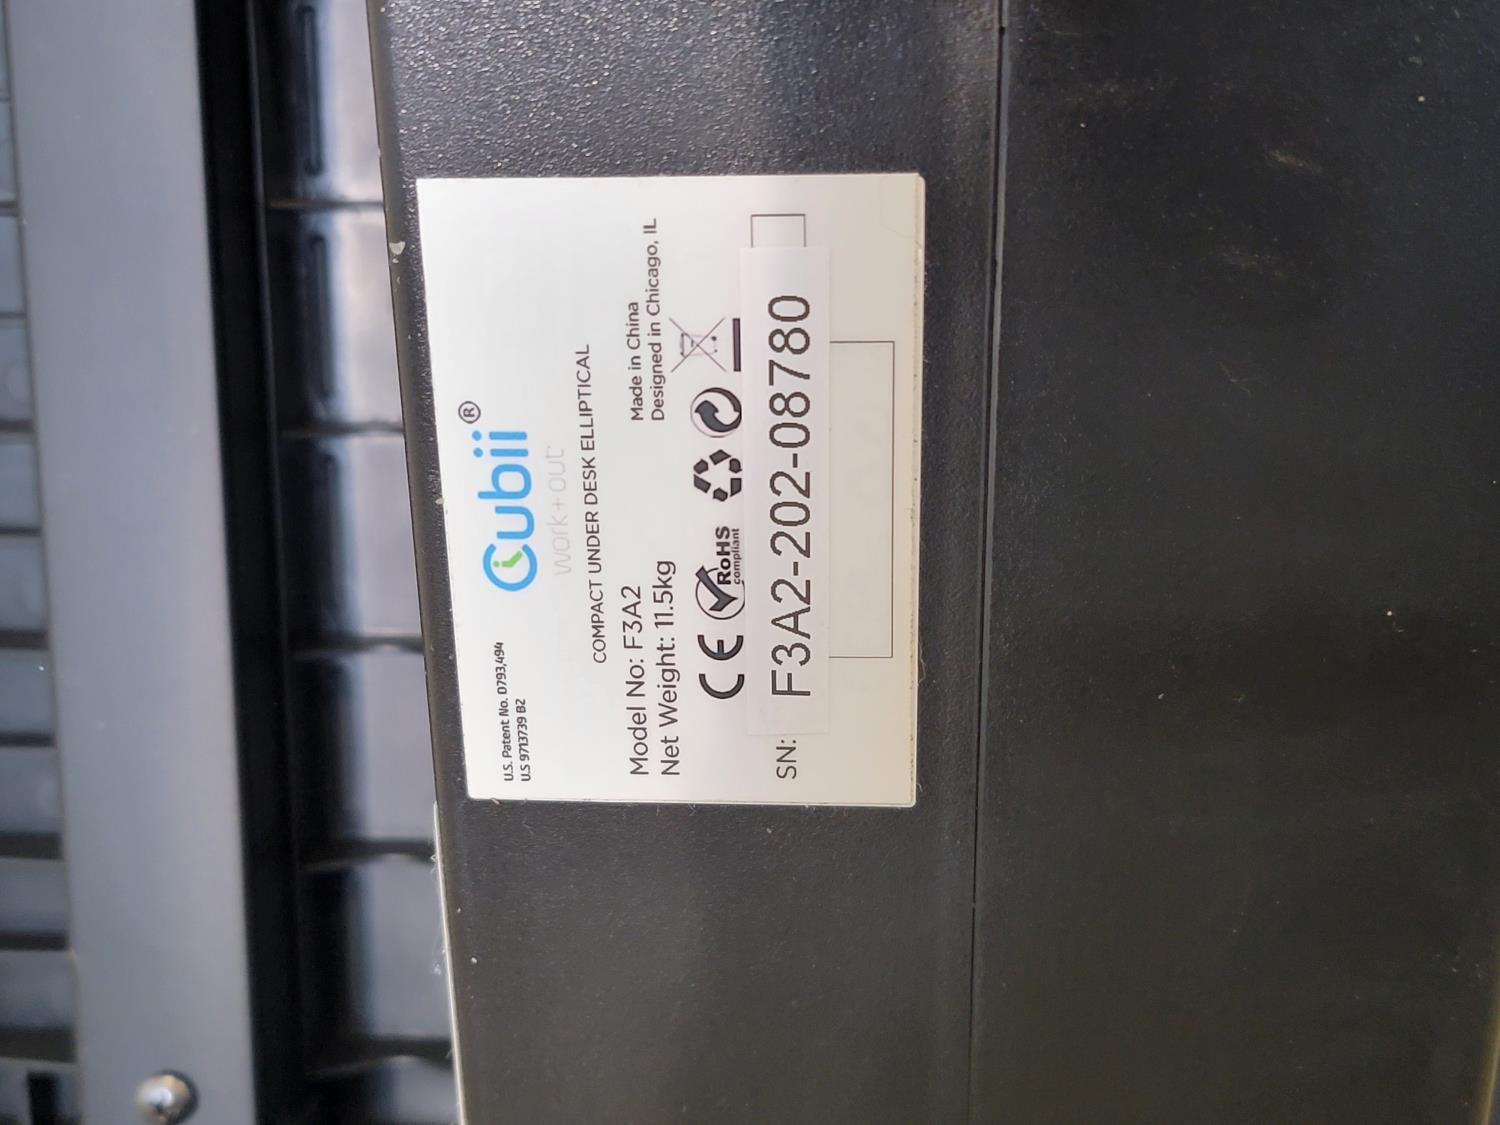 U.S. Patent No. D793,494
U.S 9713739 B2
Cubii®
work+out
COMPACT UNDER DESK ELLIPTICAL
Model No: F3A2
Made in China
Net Weight: 11.5kg
Designed in Chicago, IL
CE
RoHS
compliant
SN: F3A2-202-08780